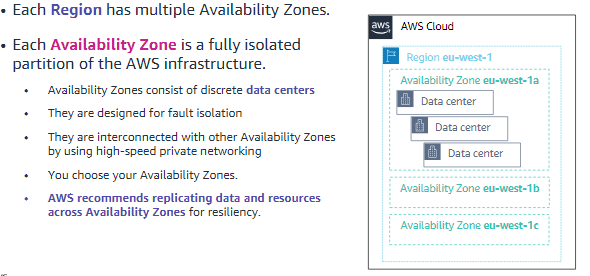 • Each Region has multiple Availability Zones.
• Each Availability Zone is a fully isolated
partition of the AWS infrastructure.
• Availability Zones consist of discrete data centers
• They are designed for fault isolation
• They are interconnected with other Availability Zones
by using high-speed private networking
• You choose your Availability Zones.
• AWS recommends replicating data and resources
across Availability Zones for resiliency.
aws AWS Cloud
Region eu-west-1
Availability Zone eu-west-1a
Data center
Data center
Data center
Availability Zone eu-west-1b
Availability Zone eu-west-1c